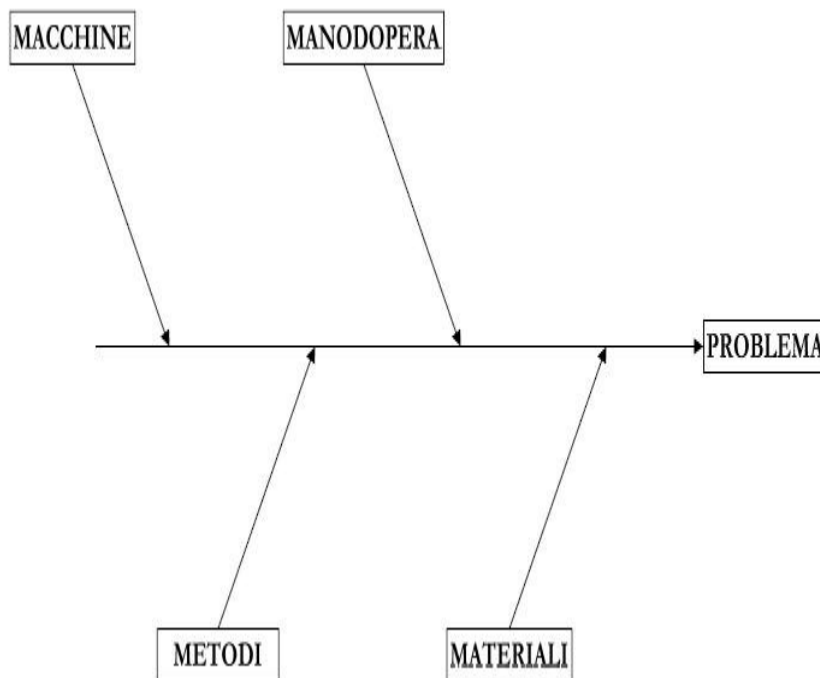 MACCHINE
MANODOPERA
PROBLEMA
METODI
MATERIALI